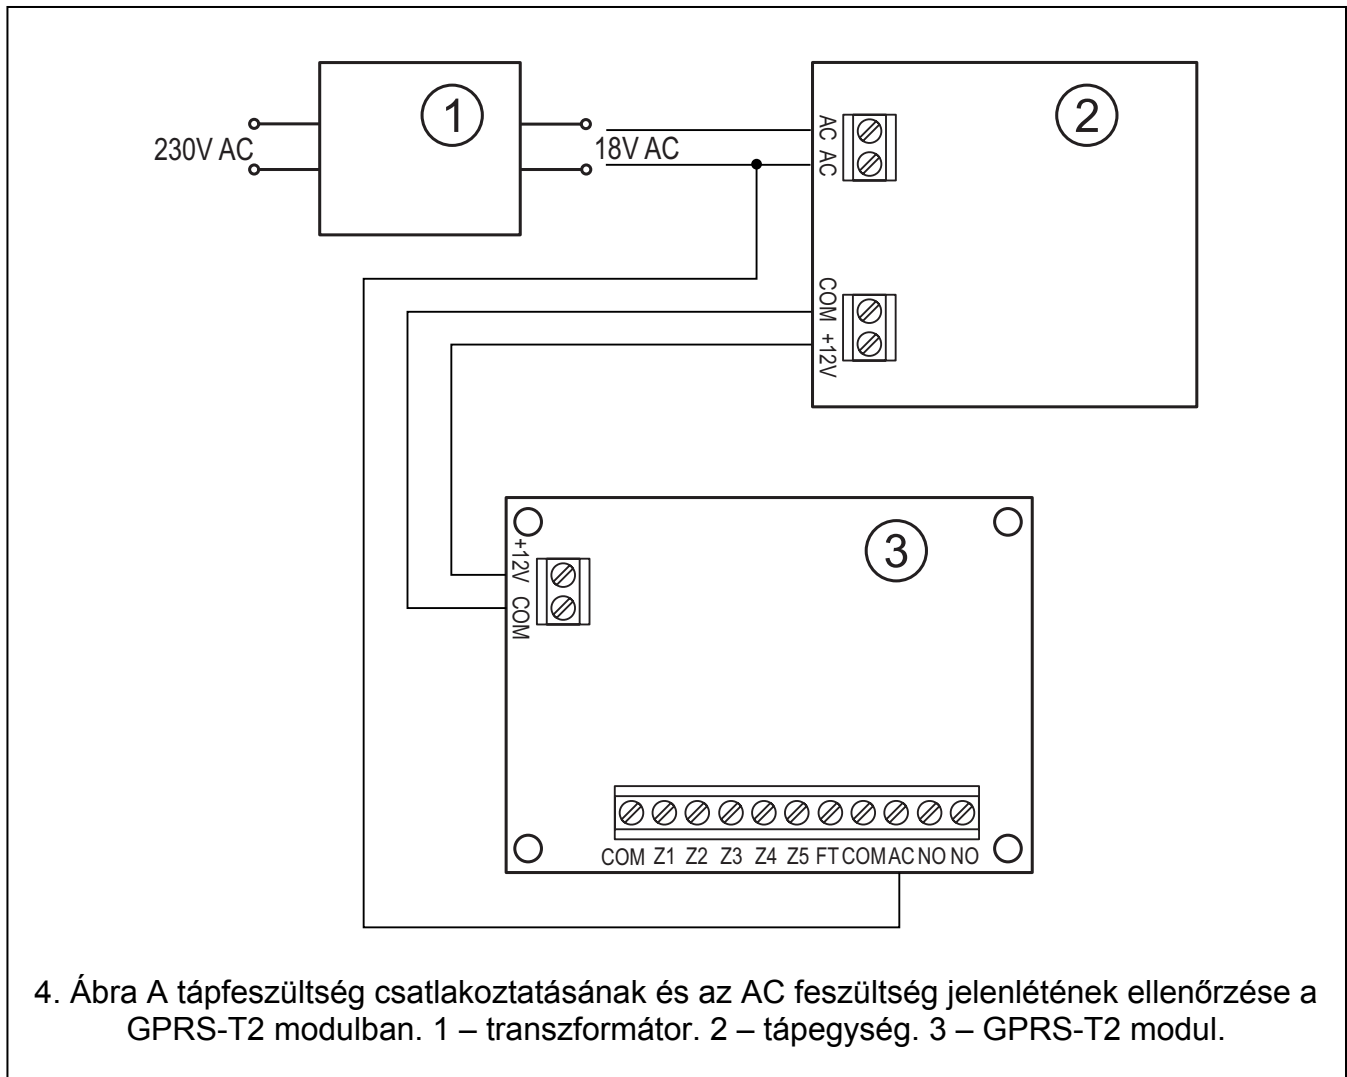 1
2
230V AC
18V AC
AC AC
COM +12V
3
+12V COM
COM Z1 Z2 Z3 Z4 Z5 FT COM AC NO NO
4. Ábra A tápfeszültség csatlakoztatásának és az AC feszültség jelenlétének ellenőrzése a
GPRS-T2 modulban. 1 – transzformátor. 2 – tápegység. 3 – GPRS-T2 modul.